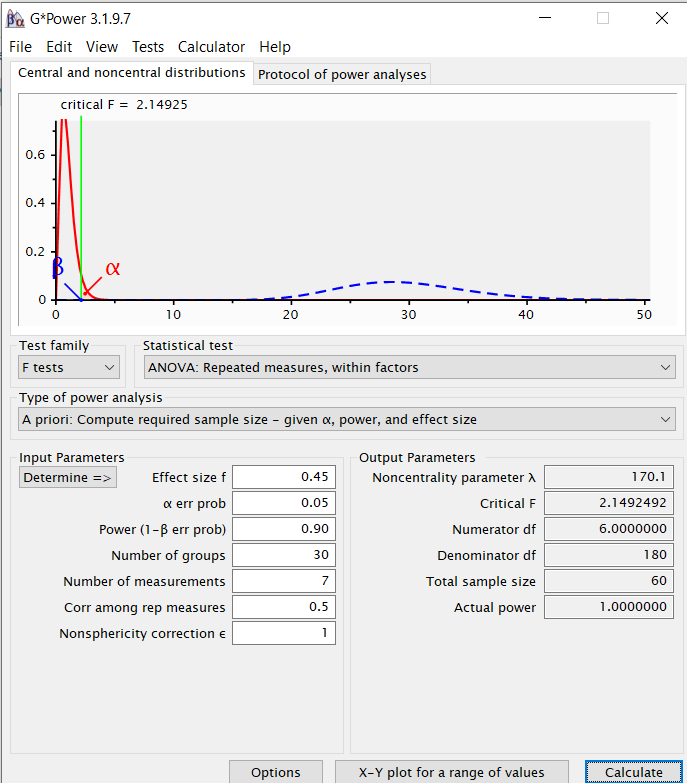 G*Power 3.1.9.7
File Edit View Tests Calculator Help
Central and noncentral distributions Protocol of power analyses
critical F = 2.14925
0.6
0.4
0.2
β α
0
0 10 20 30 40 50
Test family Statistical test
F tests ANOVA: Repeated measures, within factors
Type of power analysis
A priori: Compute required sample size - given α, power, and effect size
Input Parameters
Determine => Effect size f 0.45
α err prob 0.05
Power (1-β err prob) 0.90
Number of groups 30
Number of measurements 7
Corr among rep measures 0.5
Nonsphericity correction ϵ 1
Output Parameters
Noncentrality parameter λ 170.1
Critical F 2.1492492
Numerator df 6.0000000
Denominator df 180
Total sample size 60
Actual power 1.0000000
Options X-Y plot for a range of values Calculate